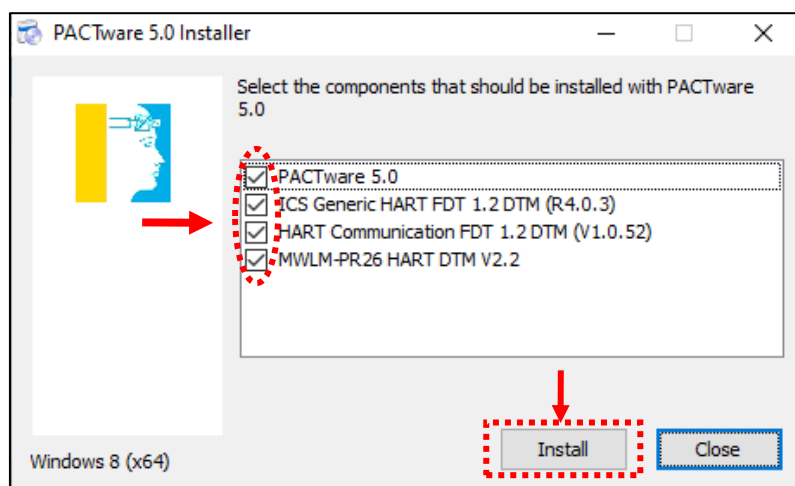 PACTware 5.0 Installer
Select the components that should be installed with PACTware
5.0
PACTware 5.0
ICS Generic HART FDT 1.2 DTM (R4.0.3)
HART Communication FDT 1.2 DTM (V1.0.52)
MWLM-PR26 HART DTM V2.2
Install
Close
Windows 8 (x64)